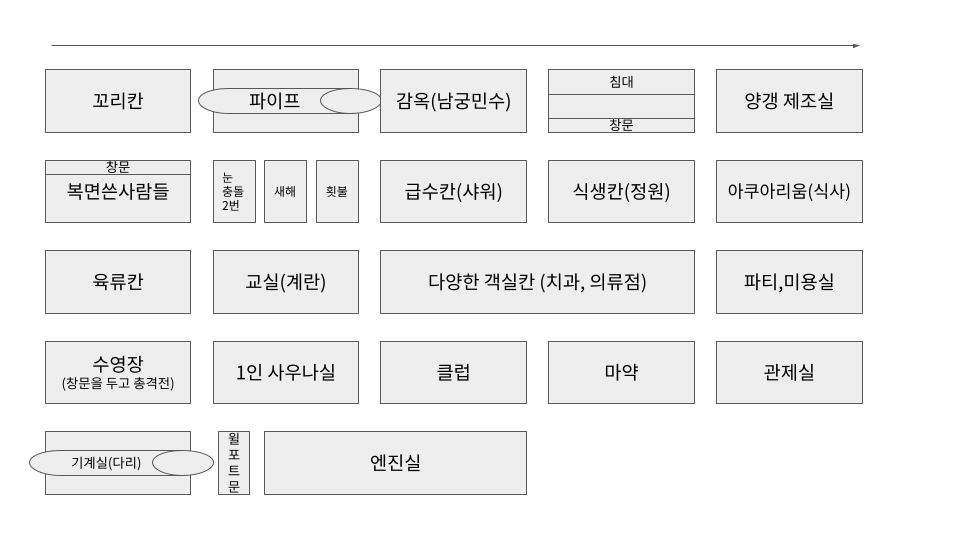 꼬리칸
파이프
감옥(남궁민수)
침대
창문
양갱 제조실
창문
복면쓴사람들
눈
충돌
2번
새해
횟불
급수칸(샤워)
식생칸(정원)
아쿠아리움(식사)
육류칸
교실(계란)
다양한 객실칸 (치과, 의류점)
파티,미용실
수영장
(창문을 두고 총격전)
1인 사우나실
클럽
마약
관제실
기계실(다리)
윌
포
트
문
엔진실